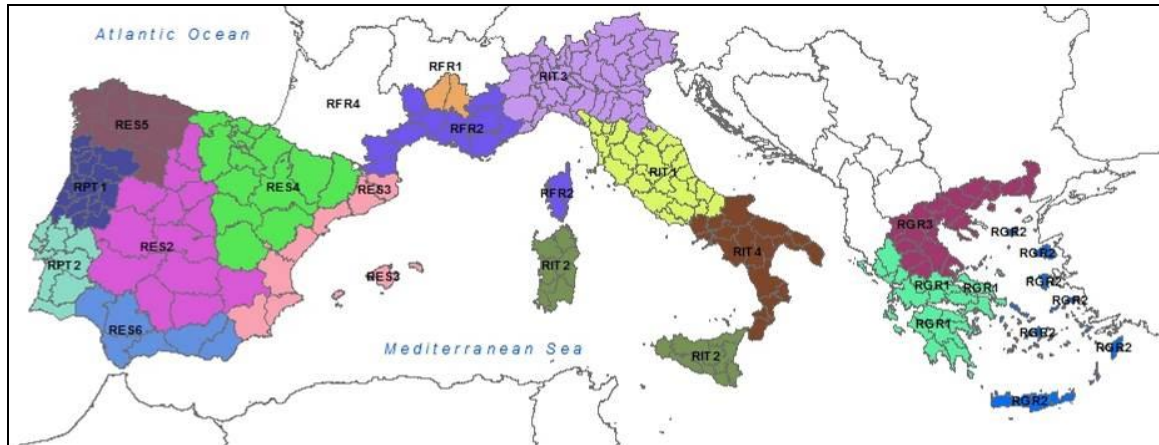 Atlantic Ocean
RFR1
RIT3
RFR4
RES5
RFR2
RPT1
RES4
RES3
RIT1
RFR2
RES2
RGR3
RGR2
RIT4
RPT2
RIT2
RES3
RGR2
RGR1
RGR1
RGR2
RGR2
RES6
RGR1
RGR2
Mediterranean Sea
RIT2
RGR2
RGR2